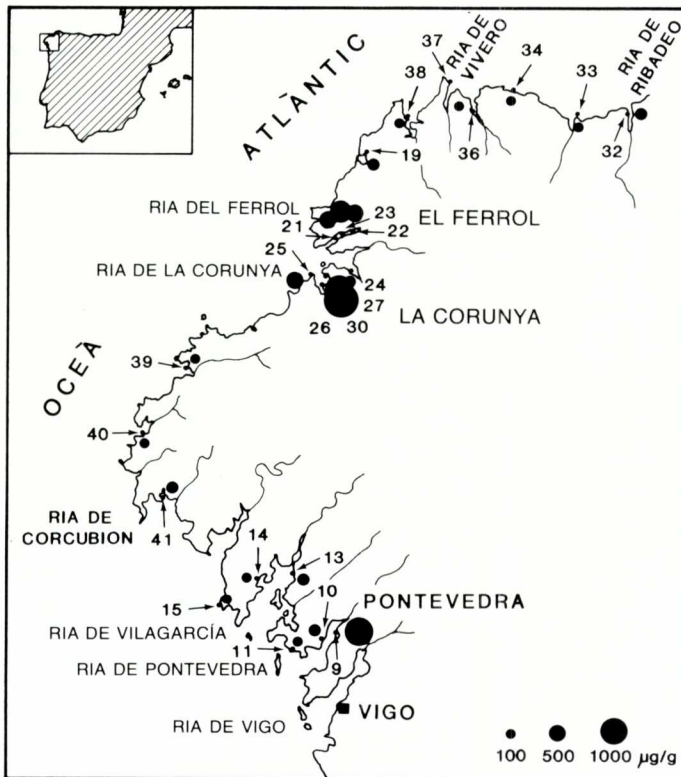 ATLÀNTIC
37
RIA DE
VIVERO
34
RIA DE
RIBADEO
38
33
19
36
32
RIA DEL FERROL
23
EL FERROL
21
22
25
RIA DE LA CORUNYA
24
27
26
30
LA CORUNYA
OCEÀ
39
40
RIA DE
CORCUBION
41
14
13
10
PONTEVEDRA
15
RIA DE VILAGARCÍA
11
RIA DE PONTEVEDRA
9
RIA DE VIGO
VIGO
100 500 1000 µg/g